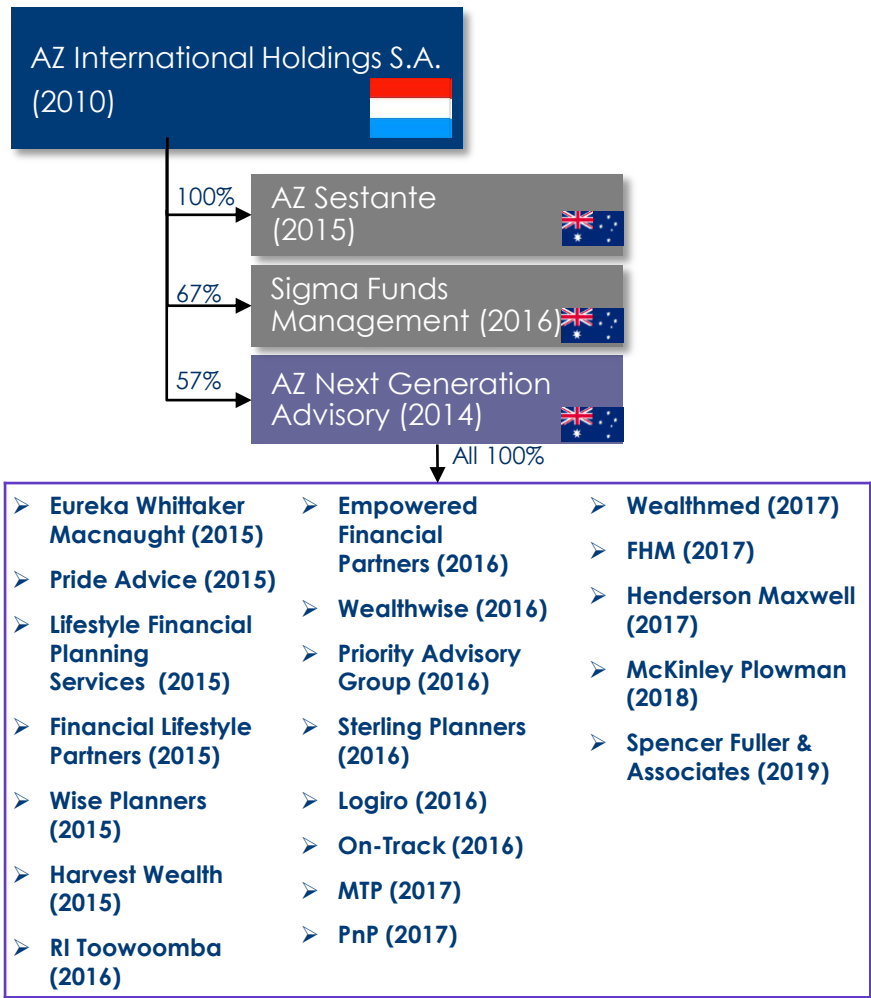 AZ International Holdings S.A.
(2010)
100%
AZ Sestante
(2015)
67%
Sigma Funds
Management (2016)
57%
AZ Next Generation
Advisory (2014)
All 100%
➢ Eureka Whittaker
Macnaught (2015)
➢ Pride Advice (2015)
➢ Lifestyle Financial
Planning
Services (2015)
➢ Financial Lifestyle
Partners (2015)
➢ Wise Planners
(2015)
➢ Harvest Wealth
(2015)
➢ RI Toowoomba
(2016)
➢ Empowered
Financial
Partners (2016)
➢ Wealthwise (2016)
➢ Priority Advisory
Group (2016)
➢ Sterling Planners
(2016)
➢ Logiro (2016)
➢ On-Track (2016)
➢ MTP (2017)
➢ PnP (2017)
➢ Wealthmed (2017)
➢ FHM (2017)
➢ Henderson Maxwell
(2017)
➢ McKinley Plowman
(2018)
➢ Spencer Fuller &
Associates (2019)